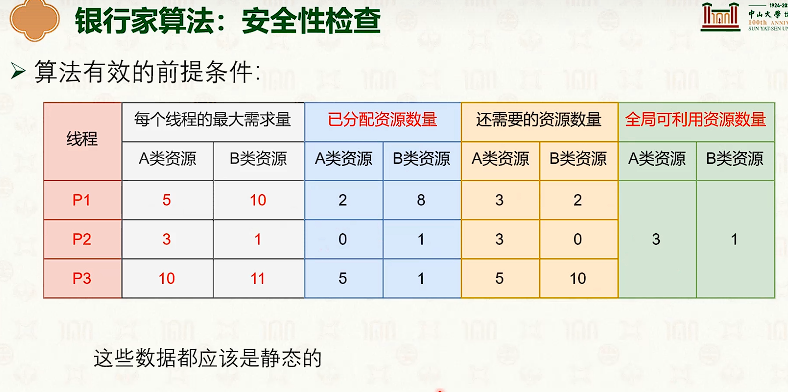 银行家算法：安全性检查
1924-202
中山大學
100th ANNIV
SUN YAT-SEN UN
算法有效的前提条件：
线程 每个线程的最大需求量 已分配资源数量 还需要的资源数量 全局可利用资源数量
A类资源 B类资源 A类资源 B类资源 A类资源 B类资源 A类资源 B类资源
P1 5 10 2 8 3 2
P2 3 1 0 1 3 0 3 1
P3 10 11 5 1 5 10
这些数据都应该是静态的